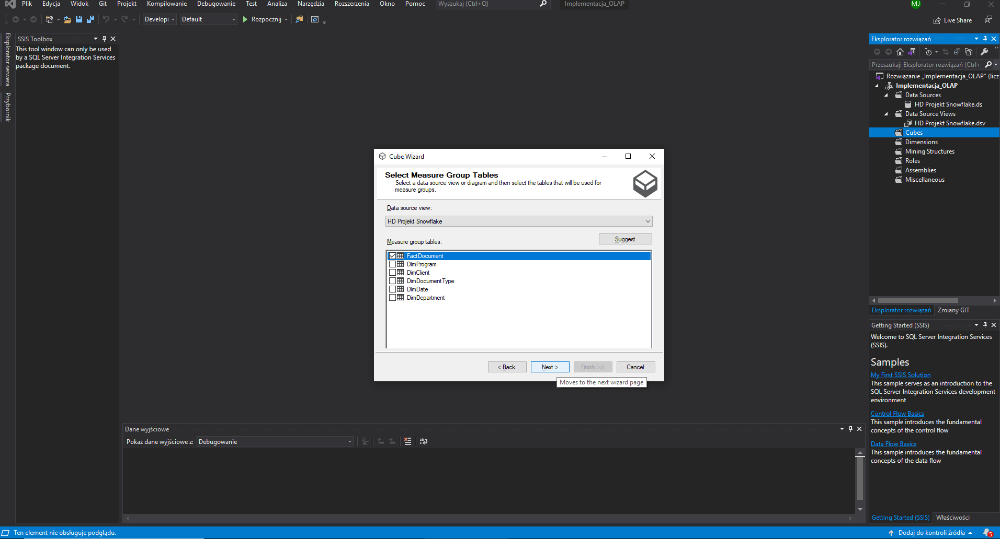 Plik Edycja Widok Git Projekt Kompilowanie Debugowanie Test Analiza Narzędzia Rozszerzenia Okno Pomoc Wyszukaj (Ctrl+Q) Implementacja_OLAP MJ
Developı Default Rozpocznij Live Share
Eksplorator serwera
Przybornik
SSIS Toolbox
This tool window can only be used
by a SQL Server Integration Services
package document.
Cube Wizard
Select Measure Group Tables
Select a data source view or diagram and then select the tables that will be used for
measure groups.
Data source view:
HD Projekt Snowflake
Measure group tables:
Suggest
FactDocument
DimProgram
DimClient
DimDocumentType
DimDate
DimDepartment
< Back Next > Finish >>| Cancel
Moves to the next wizard page
Dane wyjściowe
Pokaż dane wyjściowe z: Debugowanie
Eksplorator rozwiązań
Przeszukaj: Eksplorator rozwiązań (Ctrl+;
Rozwiązanie „Implementacja_OLAP” (licz
Implementacja_OLAP
Data Sources
HD Projekt Snowflake.ds
Data Source Views
HD Projekt Snowflake.dsv
Cubes
Dimensions
Mining Structures
Roles
Assemblies
Miscellaneous
Eksplorator rozwiązań Zmiany GIT
Getting Started (SSIS)
Welcome to SQL Server Integration Services
(SSIS).
Samples
My First SSIS Solution
This sample serves as an introduction to the
SQL Server Integration Services development
environment
Control Flow Basics
This sample introduces the fundamental
concepts of the control flow
Data Flow Basics
This sample introduces the fundamental
concepts of the data flow
Getting Started (SSIS) Właściwości
Ten element nie obsługuje podglądu.
Dodaj do kontroli źródła 5